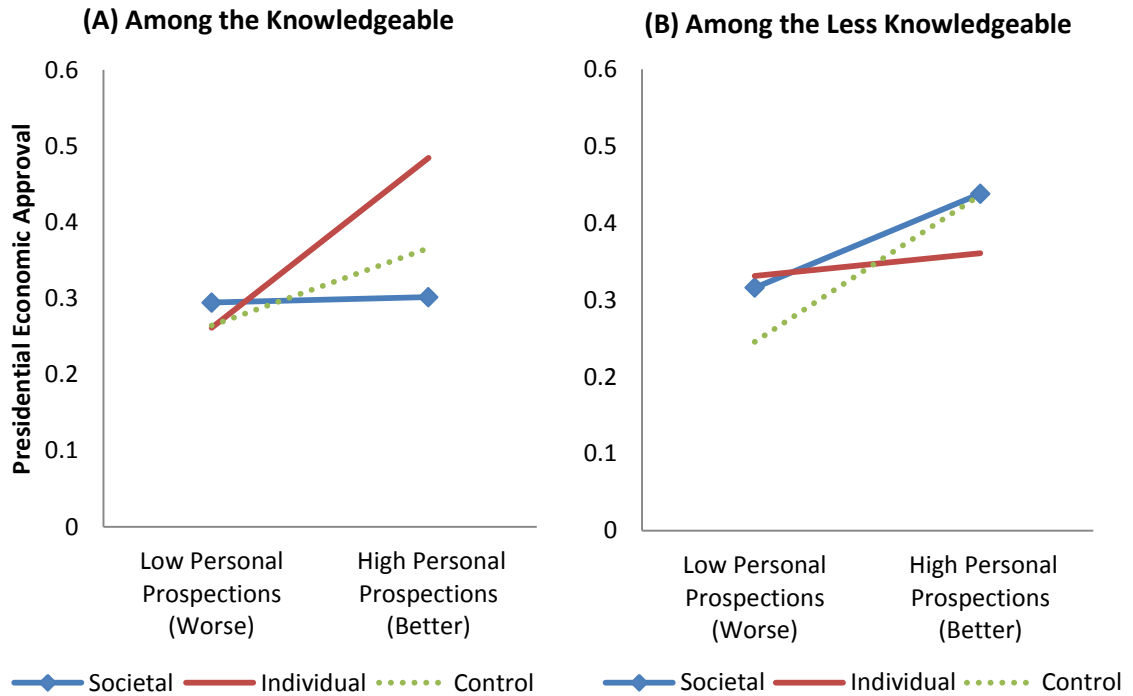 (A) Among the Knowledgeable
Presidential Economic Approval
0.6
0.5
0.4
0.3
0.2
0.1
0
Low Personal
Prospections
(Worse)
High Personal
Prospections
(Better)
Societal Individual Control
(B) Among the Less Knowledgeable
0.6
0.5
0.4
0.3
0.2
0.1
0
Low Personal
Prospections
(Worse)
High Personal
Prospections
(Better)
Societal Individual Control